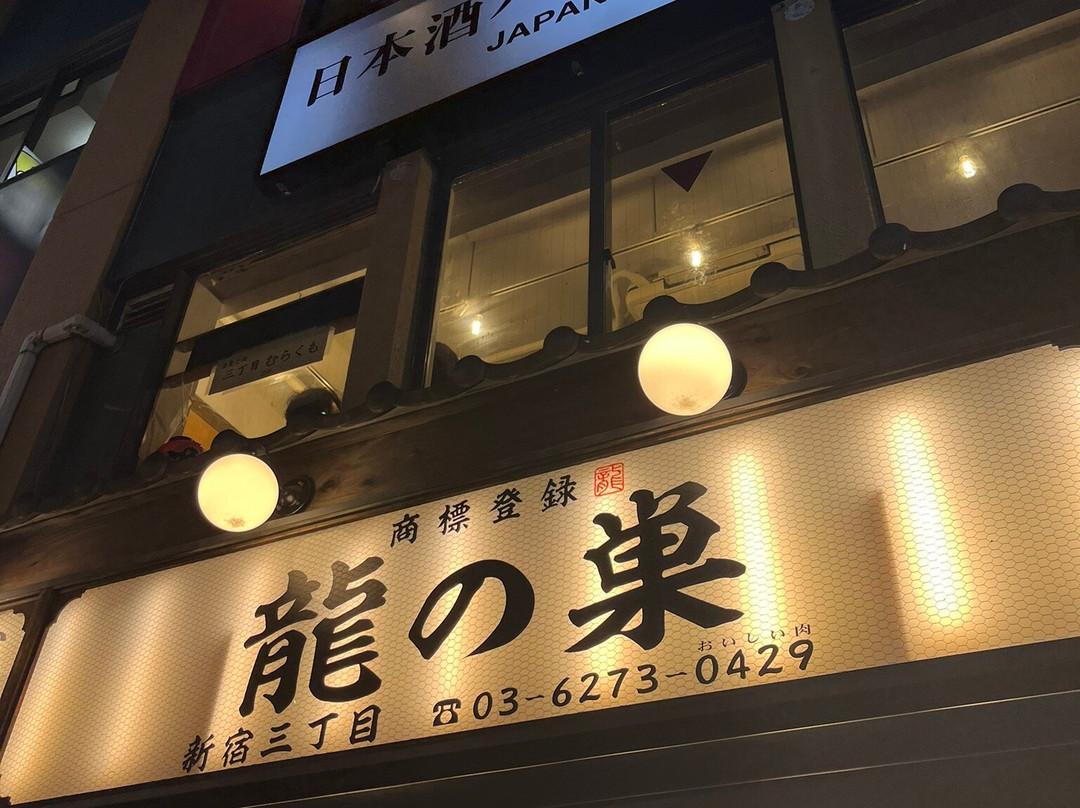 日本酒
JAPAN
三丁目 むらくも
商標登録 龍
龍の巣
おいしい肉
新宿三丁目 ☎03-6273-0429